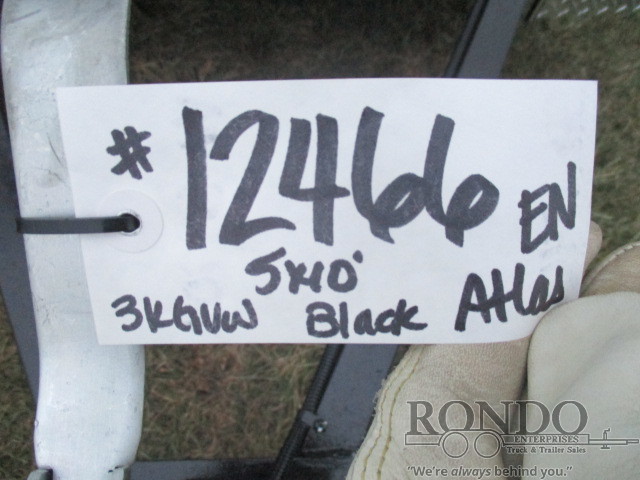 # 12466 EN
5x10'
3KGVW Black Atlas
RONDO
ENTERPRISES
Truck & Trailer Sales
"We're always behind you."